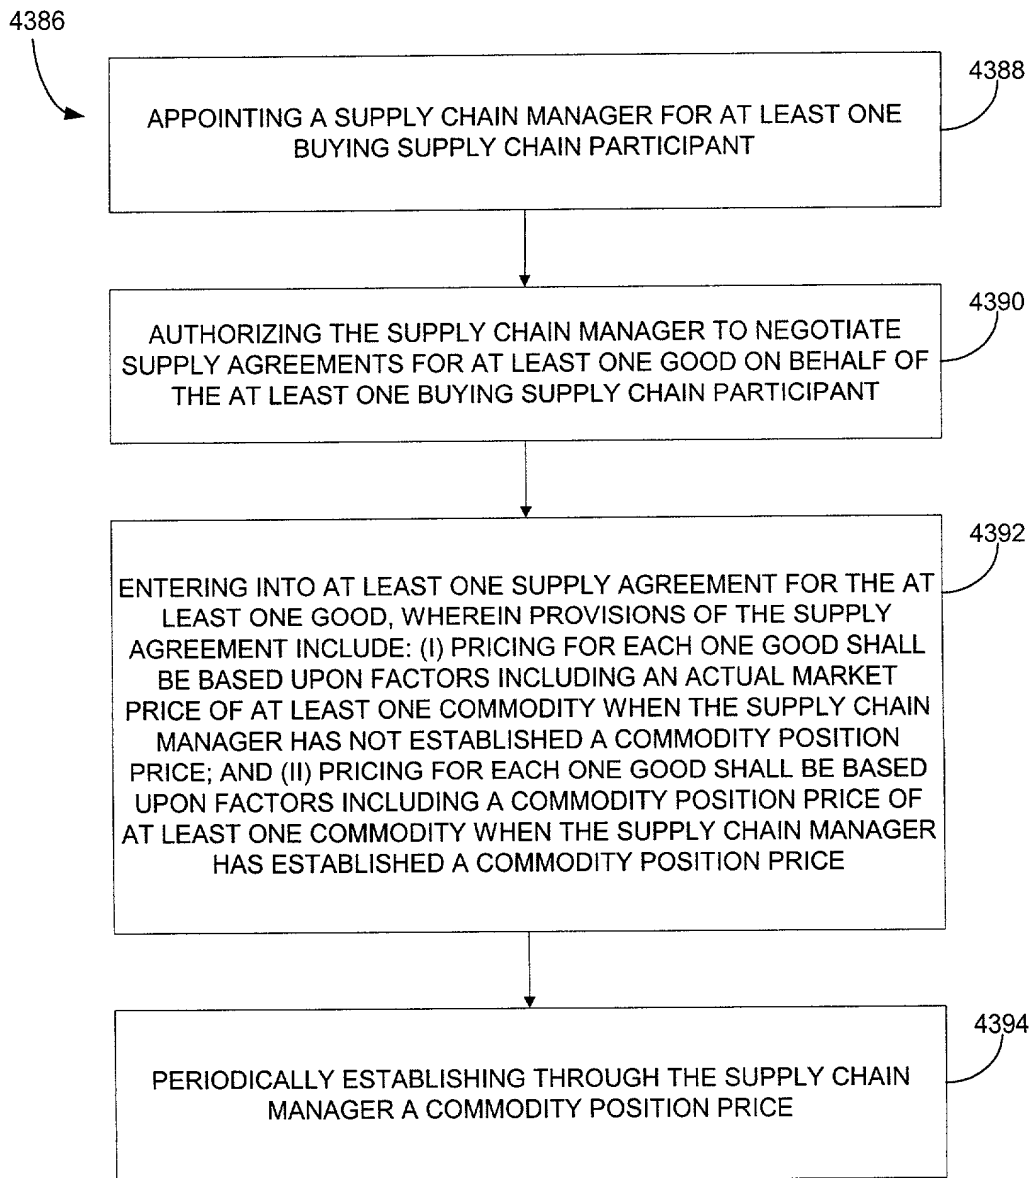 4386
4388
APPOINTING A SUPPLY CHAIN MANAGER FOR AT LEAST ONE
BUYING SUPPLY CHAIN PARTICIPANT
4390
AUTHORIZING THE SUPPLY CHAIN MANAGER TO NEGOTIATE
SUPPLY AGREEMENTS FOR AT LEAST ONE GOOD ON BEHALF OF
THE AT LEAST ONE BUYING SUPPLY CHAIN PARTICIPANT
4392
ENTERING INTO AT LEAST ONE SUPPLY AGREEMENT FOR THE AT
LEAST ONE GOOD, WHEREIN PROVISIONS OF THE SUPPLY
AGREEMENT INCLUDE: (I) PRICING FOR EACH ONE GOOD SHALL
BE BASED UPON FACTORS INCLUDING AN ACTUAL MARKET
PRICE OF AT LEAST ONE COMMODITY WHEN THE SUPPLY CHAIN
MANAGER HAS NOT ESTABLISHED A COMMODITY POSITION
PRICE; AND (II) PRICING FOR EACH ONE GOOD SHALL BE BASED
UPON FACTORS INCLUDING A COMMODITY POSITION PRICE OF
AT LEAST ONE COMMODITY WHEN THE SUPPLY CHAIN MANAGER
HAS ESTABLISHED A COMMODITY POSITION PRICE
4394
PERIODICALLY ESTABLISHING THROUGH THE SUPPLY CHAIN
MANAGER A COMMODITY POSITION PRICE